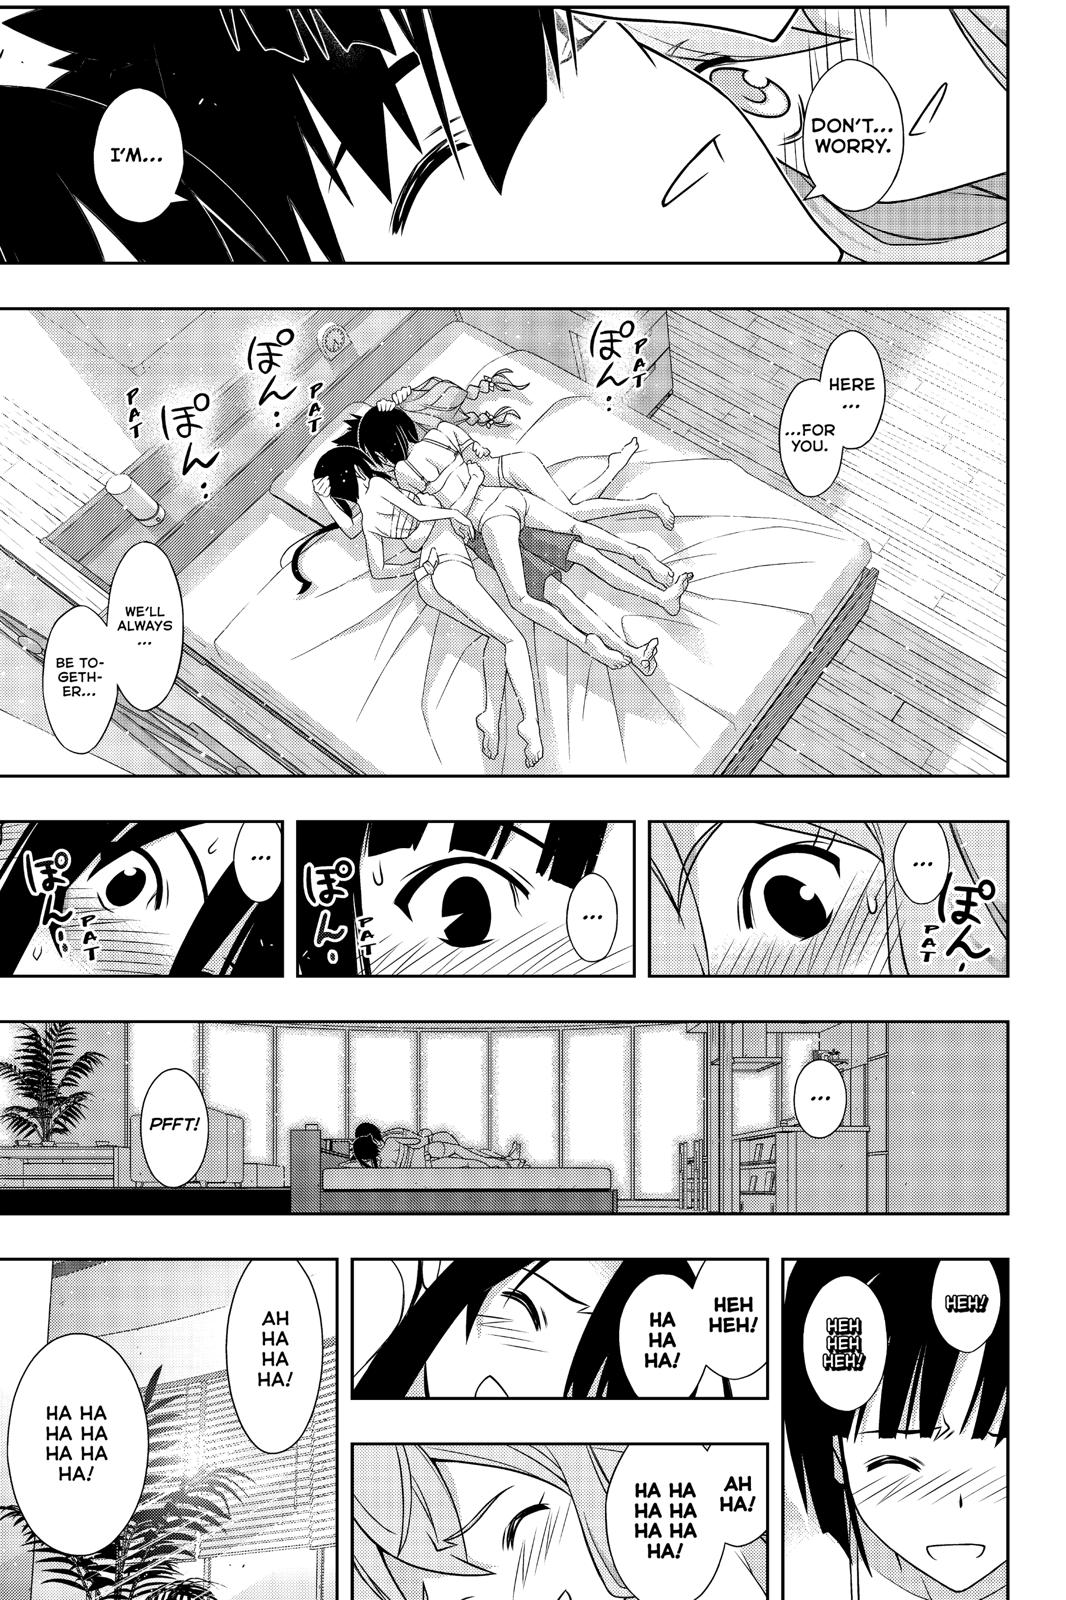 DON'T...
WORRY.
I'M...
HERE
...
...FOR
YOU.
ぽん..
PAT
ぽん..
PAT
ぽん..
PAT
WE'LL
ALWAYS
...
BE TO-
GETH-
ER...
...
ぽん.
PAT
...
ぽん.
PAT
...
ぽん..
PAT
...
PFFT!
HEH!
HEH
HEH
HEH!
HEH
HEH!
HA
HA
HA!
AH
HA!
HA HA
HA HA
HA HA
HA!
AH
HA
HA
HA!
HA HA
HA HA
HA HA
HA!